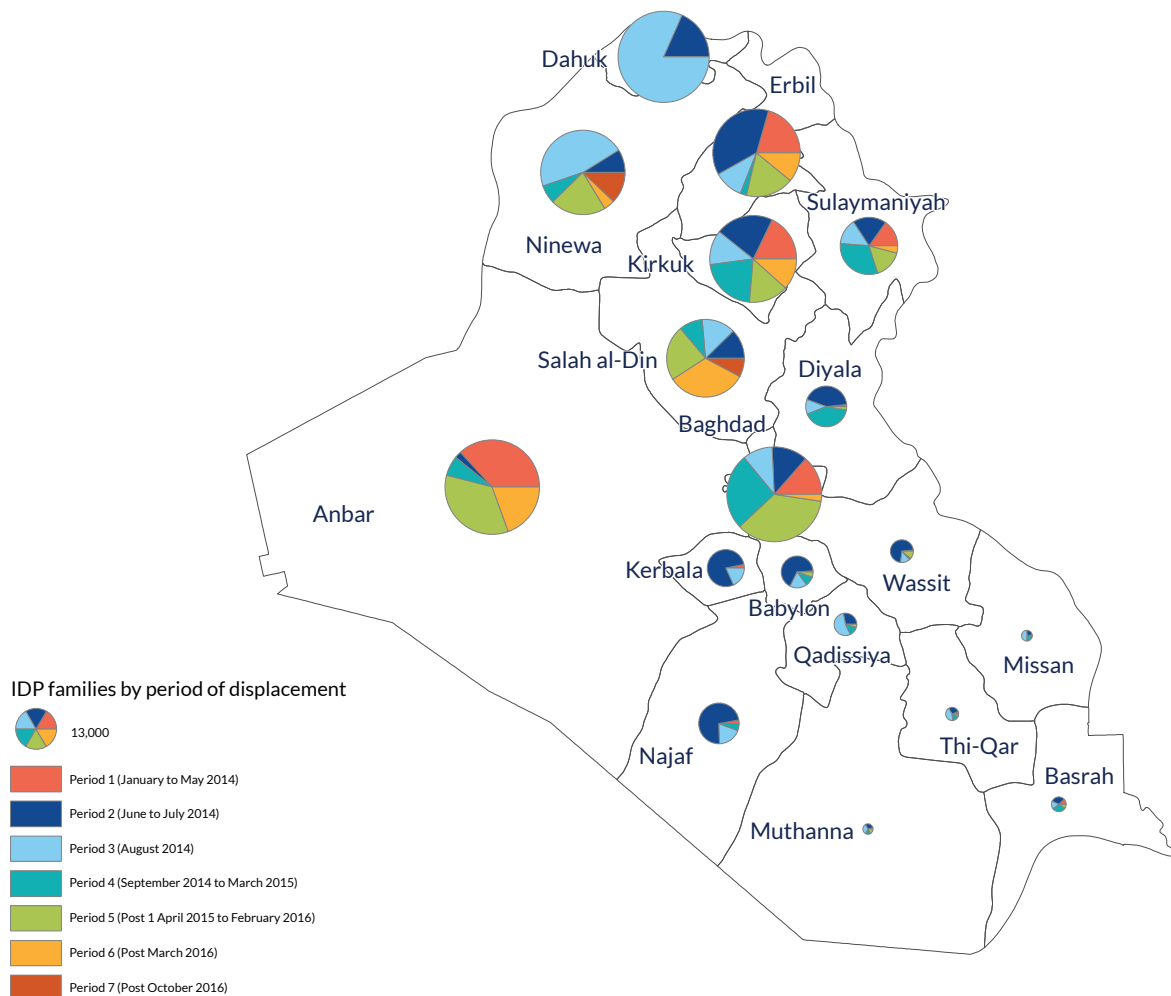 Dahuk
Erbil
Sulaymaniyah
Ninewa
Kirkuk
Salah al-Din
Diyala
Baghdad
Anbar
Kerbala
Wassit
Babylon
Qadissiya
Missan
Najaf
Thi-Qar
Basrah
Muthanna
IDP families by period of displacement
13,000
Period 1 (January to May 2014)
Period 2 (June to July 2014)
Period 3 (August 2014)
Period 4 (September 2014 to March 2015)
Period 5 (Post 1 April 2015 to February 2016)
Period 6 (Post March 2016)
Period 7 (Post October 2016)